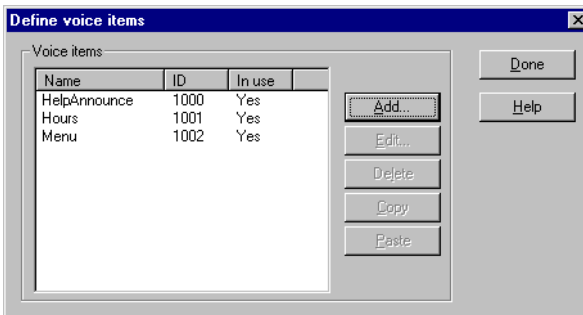 Define voice items
Voice items
Name ID In use
HelpAnnounce 1000 Yes
Hours 1001 Yes
Menu 1002 Yes
Add...
Edit...
Delete
Copy
Paste
Done
Help